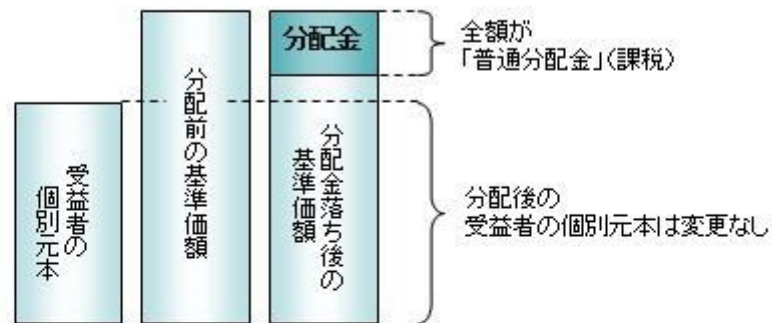 受益者の
個別元本
分配前の基準価額
分配金
分配金落ち後の
基準価額
全額が
「普通分配金」(課税)
分配後の
受益者の個別元本は変更なし